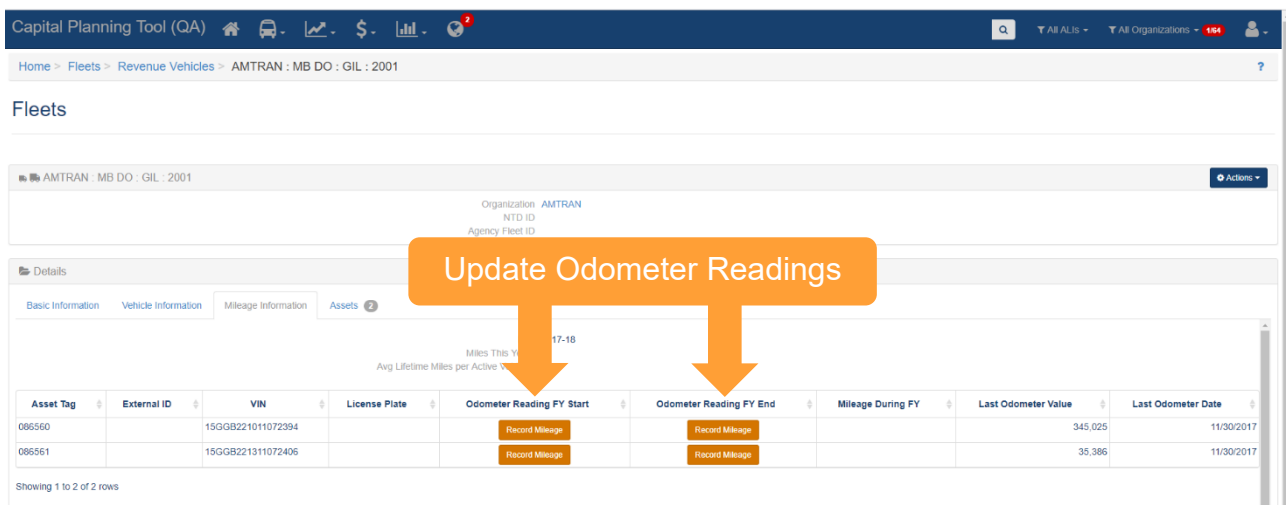 Capital Planning Tool (QA) 2 All ALIs All Organizations 1/64
Home > Fleets > Revenue Vehicles > AMTRAN : MB DO : GIL : 2001 ?
Fleets
AMTRAN : MB DO : GIL : 2001 Actions
Organization AMTRAN
NTD ID
Agency Fleet ID
Update Odometer Readings
Details
Basic Information Vehicle Information Mileage Information Assets 2
17-18
Miles This
Avg Lifetime Miles per Active
Asset Tag External ID VIN License Plate Odometer Reading FY Start Odometer Reading FY End Mileage During FY Last Odometer Value Last Odometer Date
086560 15GGB221011072394 Record Mileage Record Mileage 345,025 11/30/2017
086561 15GGB221311072406 Record Mileage Record Mileage 35,386 11/30/2017
Showing 1 to 2 of 2 rows